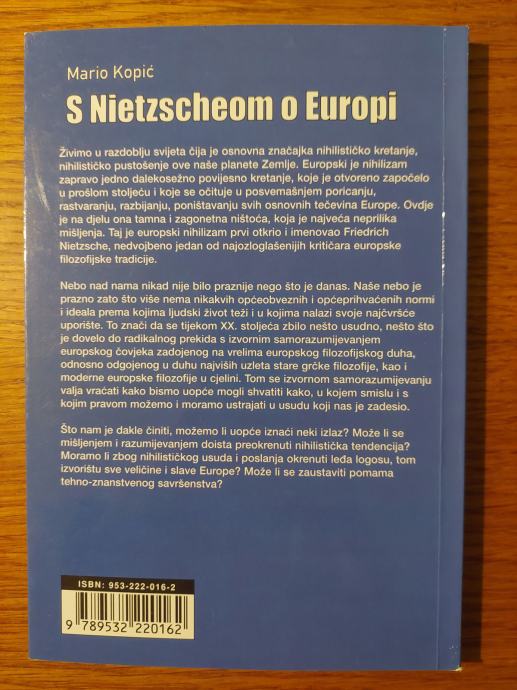 Mario Kopić
S Nietzscheom o Europi
Živimo u razdoblju svijeta čija je osnovna značajka nihilističko kretanje,
nihilističko pustošenje ove naše planete Zemlje. Europski je nihilizam
zapravo jedno dalekosežno povijesno kretanje, koje je otvoreno započelo
u prošlom stoljeću i koje se očituje u posvemašnjem poricanju,
rastvaranju, razbijanju, poništavanju svih osnovnih tečevina Europe. Ovdje
je na djelu ona tamna i zagonetna ništoća, koja je najveća neprilika
mišljenja. Taj je europski nihilizam prvi otkrio i imenovao Friedrich
Nietzsche, nedvojbeno jedan od najozloglašenijih kritičara europske
filozofijske tradicije.
Nebo nad nama nikad nije bilo praznije nego što je danas. Naše nebo je
prazno zato što više nema nikakvih općeobveznih i općeprihvaćenih normi
i ideala prema kojima ljudski život teži i u kojima nalazi svoje najčvršće
uporište. To znači da se tijekom XX. stoljeća zbilo nešto usudno, nešto što
je dovelo do radikalnog prekida s izvornim samorazumijevanjem
europskog čovjeka zadojenog na vrelima europskog filozofijskog duha,
odnosno odgojenog u duhu najviših uzleta stare grčke filozofije, kao i
moderne europske filozofije u cjelini. Tom se izvornom samorazumijevanju
valja vraćati kako bismo uopće mogli shvatiti kako, u kojem smislu i s
kojim pravom možemo i moramo ustrajati u usudu koji nas je zadesio.
Što nam je dakle činiti, možemo li uopće iznaći neki izlaz? Može li se
mišljenjem i razumijevanjem doista preokrenuti nihilistička tendencija?
Moramo li zbog nihilističkog usuda i poslanja okrenuti leđa logosu, tom
izvorištu sve veličine i slave Europe? Može li se zaustaviti pomama
tehno-znanstvenog savršenstva?
ISBN: 953-222-016-2
9 789532 220162